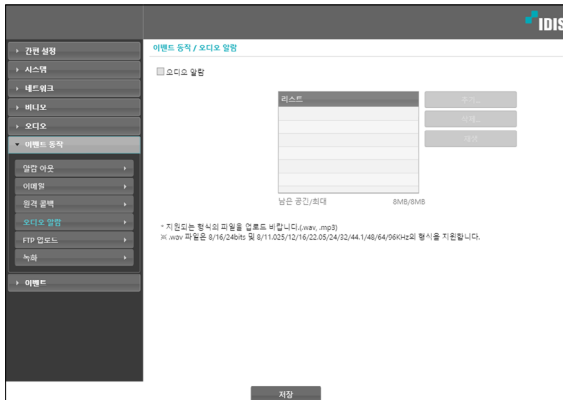 IDIS
간편 설정
시스템
네트워크
비디오
오디오
이벤트 동작
알람 아웃
이메일
원격 콜백
오디오 알람
FTP 업로드
녹화
이벤트
이벤트 동작 / 오디오 알람
오디오 알람
리스트
추가...
삭제...
남은 공간/최대 8MB/8MB
* 지원되는 형식의 파일을 업로드 바랍니다.(.wav, .mp3)
※ .wav 파일은 8/16/24bits 및 8/11.025/12/16/22.05/24/32/44.1/48/64/96KHz의 형식을 지원합니다.
저장